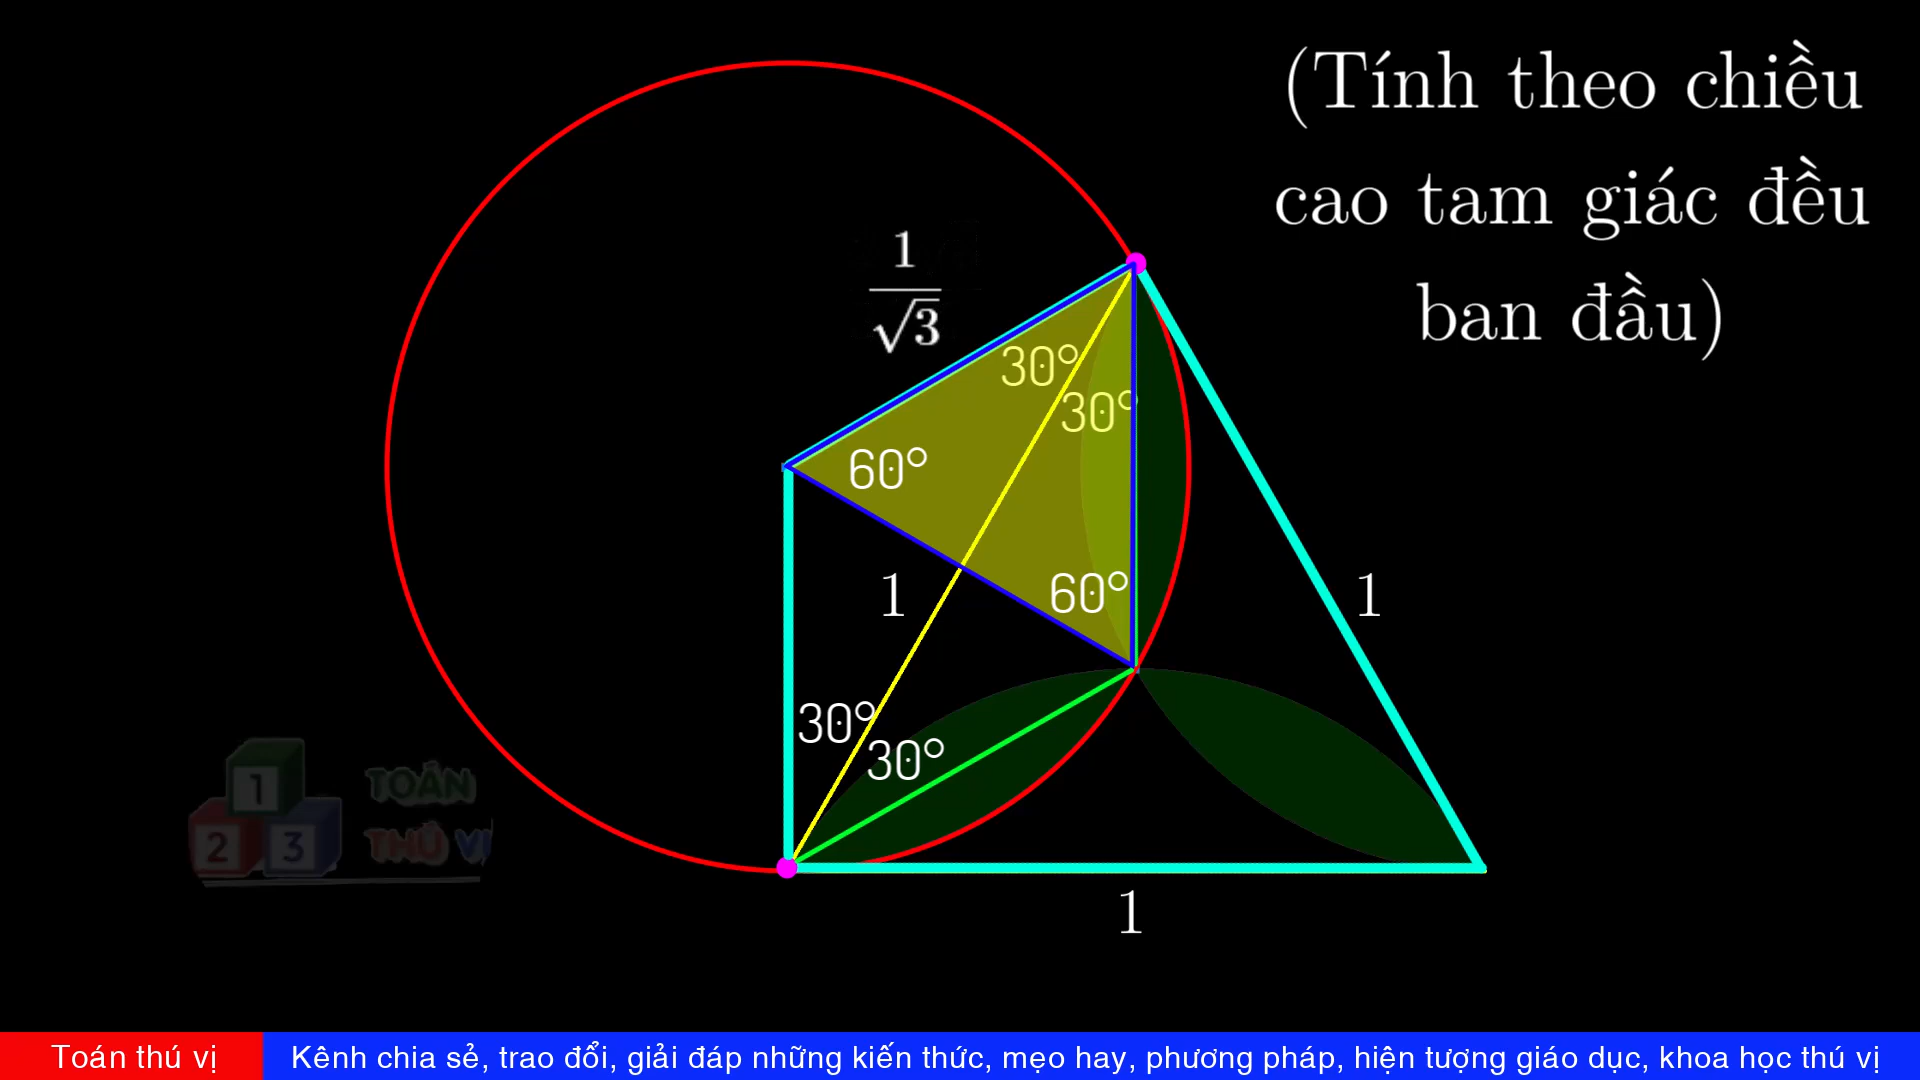 (Tính theo chiều
cao tam giác đều
ban đầu)
1
√3
30°
30°
60°
60°
1
1
30°
30°
1
1
2 3
TOÁN
THÚ VỊ
Toán thú vị
Kênh chia sẻ, trao đổi, giải đáp những kiến thức, mẹo hay, phương pháp, hiện tượng giáo dục, khoa học thú vị